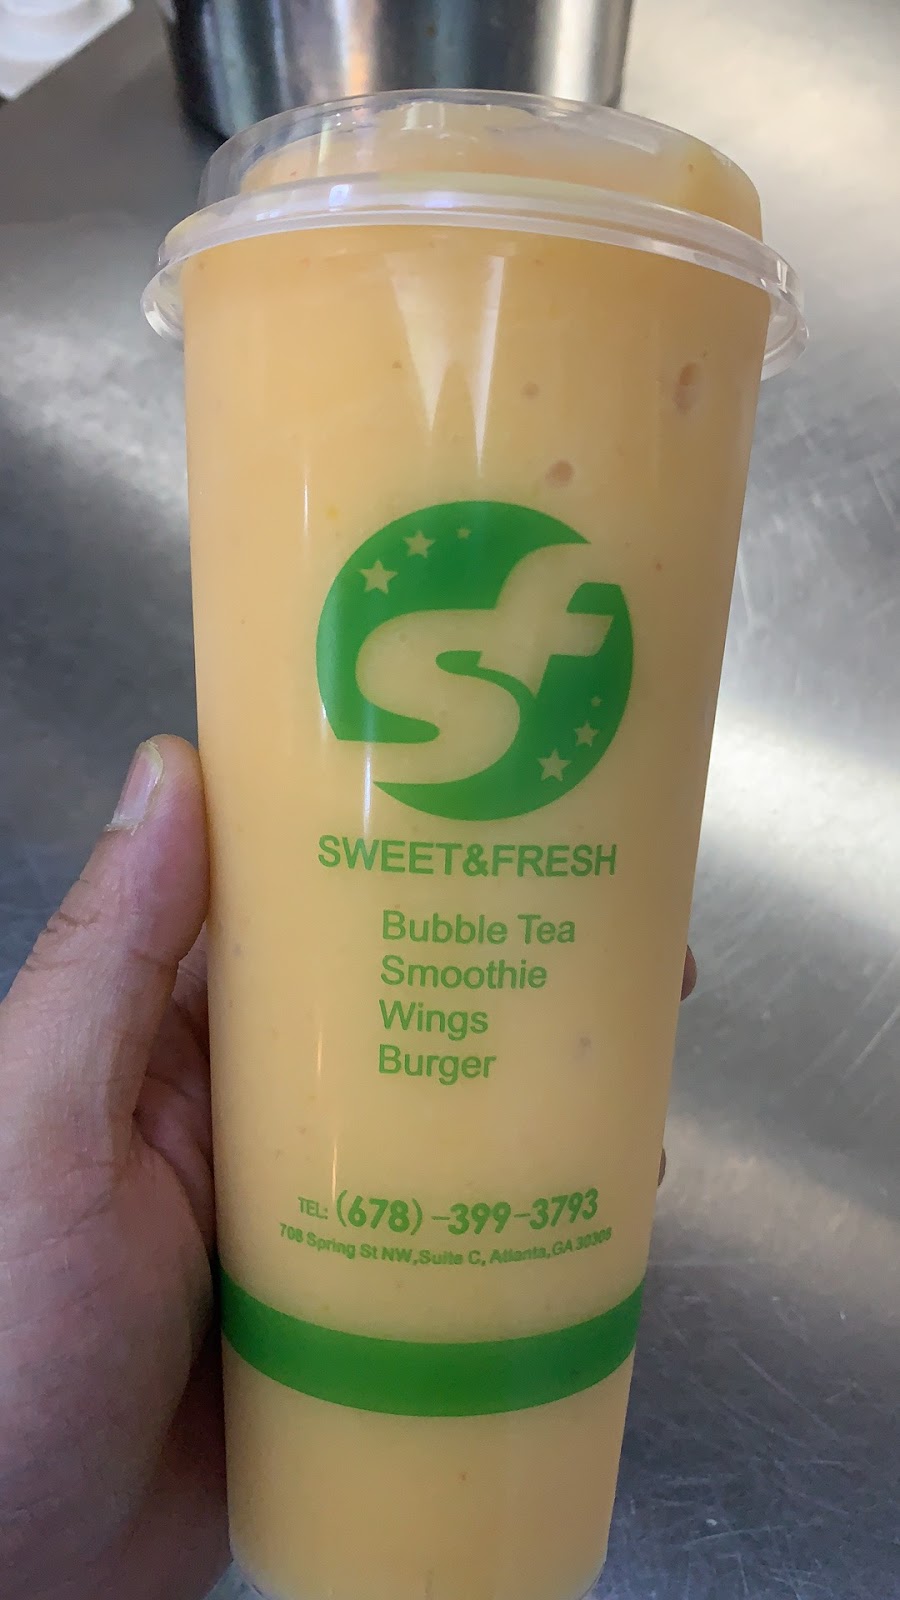 sf
SWEET&FRESH
Bubble Tea
Smoothie
Wings
Burger
TEL: (678)-399-3793
708 Spring St NW,Suite C, Atlanta,GA 30308